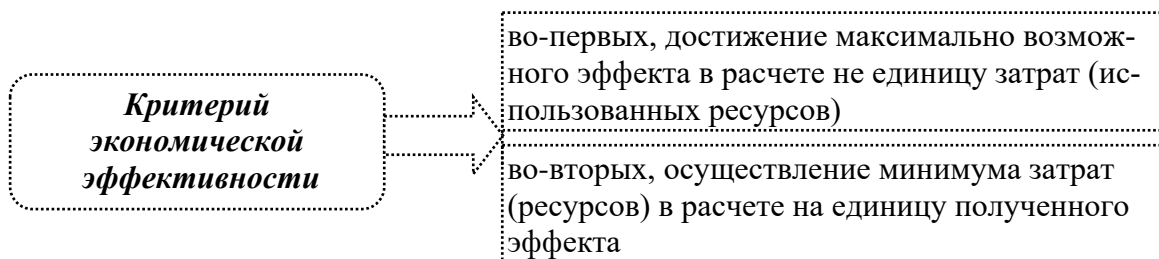 Критерий
экономической
эффективности
во-первых, достижение максимально возмож-
ного эффекта в расчете не единицу затрат (ис-
пользованных ресурсов)
во-вторых, осуществление минимума затрат
(ресурсов) в расчете на единицу полученного
эффекта